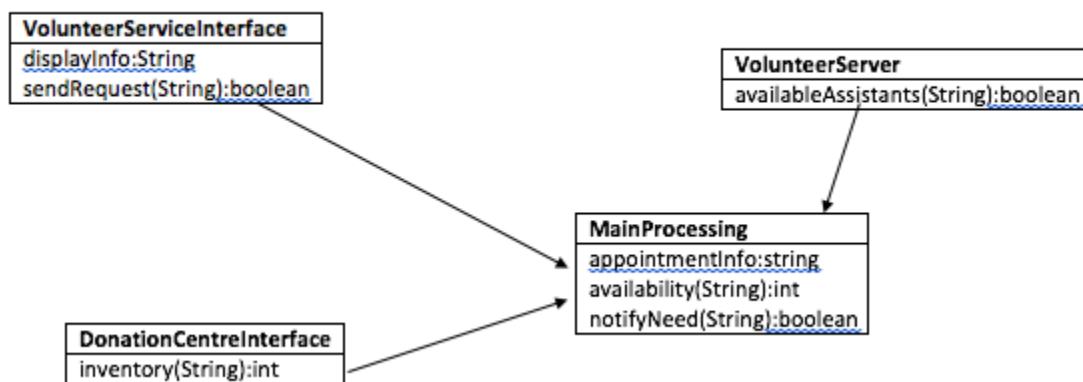 VolunteerServiceInterface
displayInfo:String
sendRequest(String):boolean
VolunteerServer
availableAssistants(String):boolean
MainProcessing
appointmentInfo:string
availability(String):int
notifyNeed(String):boolean
DonationCentreInterface
inventory(String):int